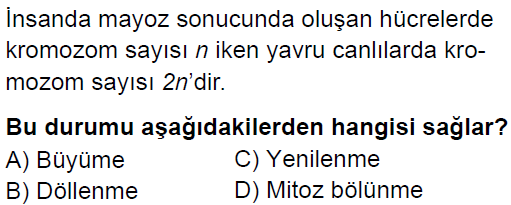 İnsanda mayoz sonucunda oluşan hücrelerde
kromozom sayısı n iken yavru canlılarda kro-
mozom sayısı 2n’dir.
Bu durumu aşağıdakilerden hangisi sağlar?
A) Büyüme
B) Döllenme
C) Yenilenme
D) Mitoz bölünme